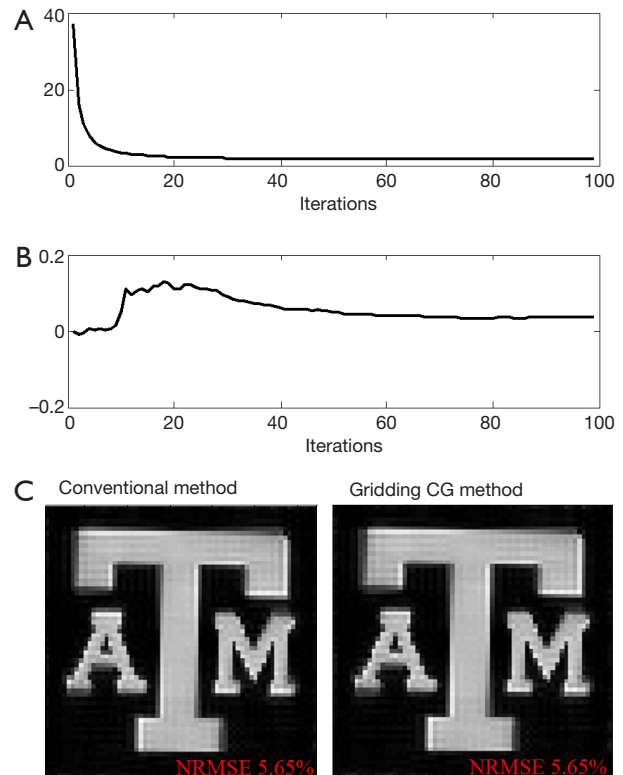 A
40
20
0
0 20 40 60 80 100
Iterations
B
0.2
0
−0.2
0 20 40 60 80 100
Iterations
C
Conventional method Gridding CG method
A T M A T M
NRMSE 5.65% NRMSE 5.65%